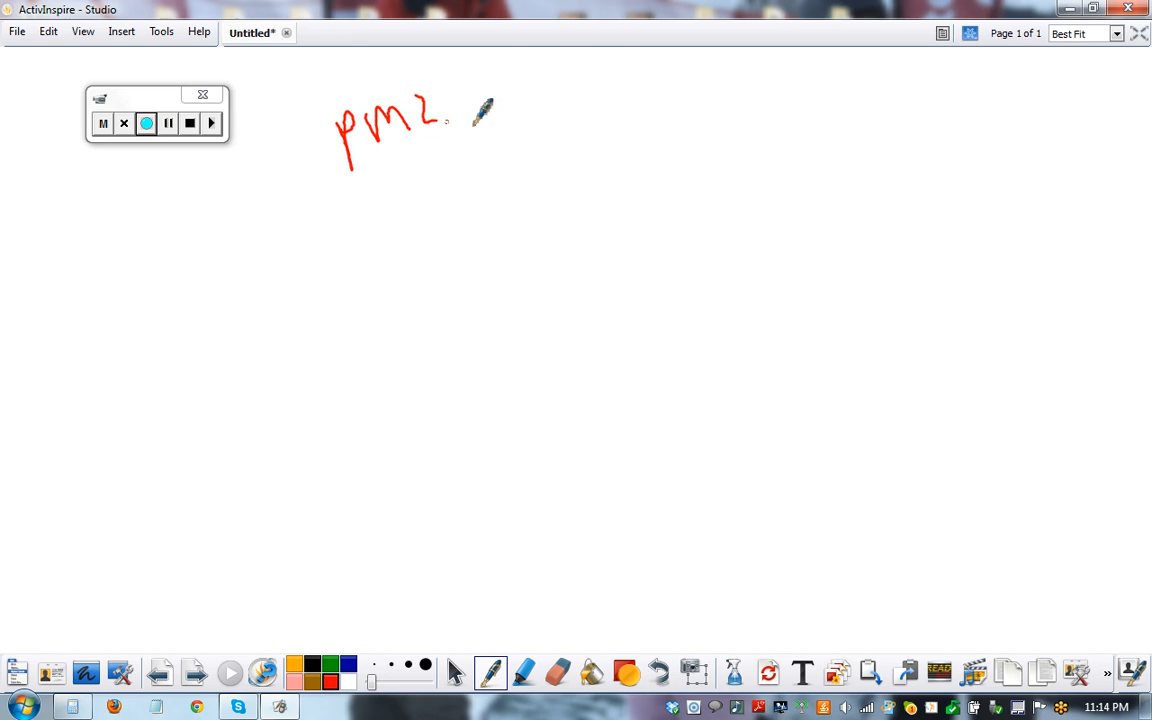 ActivInspire - Studio
File Edit View Insert Tools Help Untitled* Page 1 of 1 Best Fit
M
pm2.
T
READ
»
11:14 PM